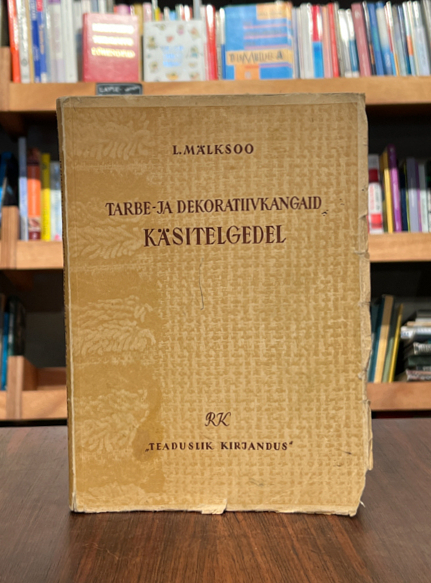 L. MÄLKSOO
TARBE-JA DEKORATIIVKANGAID
KÄSITELGEDEL
RK
„TEADUSLIK KIRJANDUS“